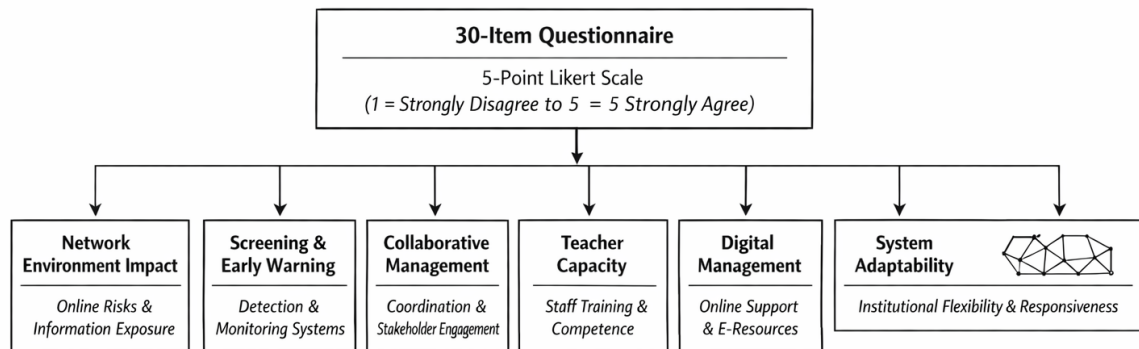 30-Item Questionnaire
5-Point Likert Scale
(1 = Strongly Disagree to 5 = 5 Strongly Agree)
Network
Environment Impact
Online Risks &
Information Exposure
Screening &
Early Warning
Detection &
Monitoring Systems
Collaborative
Management
Coordination &
Stakeholder Engagement
Teacher
Capacity
Staff Training &
Competence
Digital
Management
Online Support
& E-Resources
System
Adaptability
Institutional Flexibility & Responsiveness